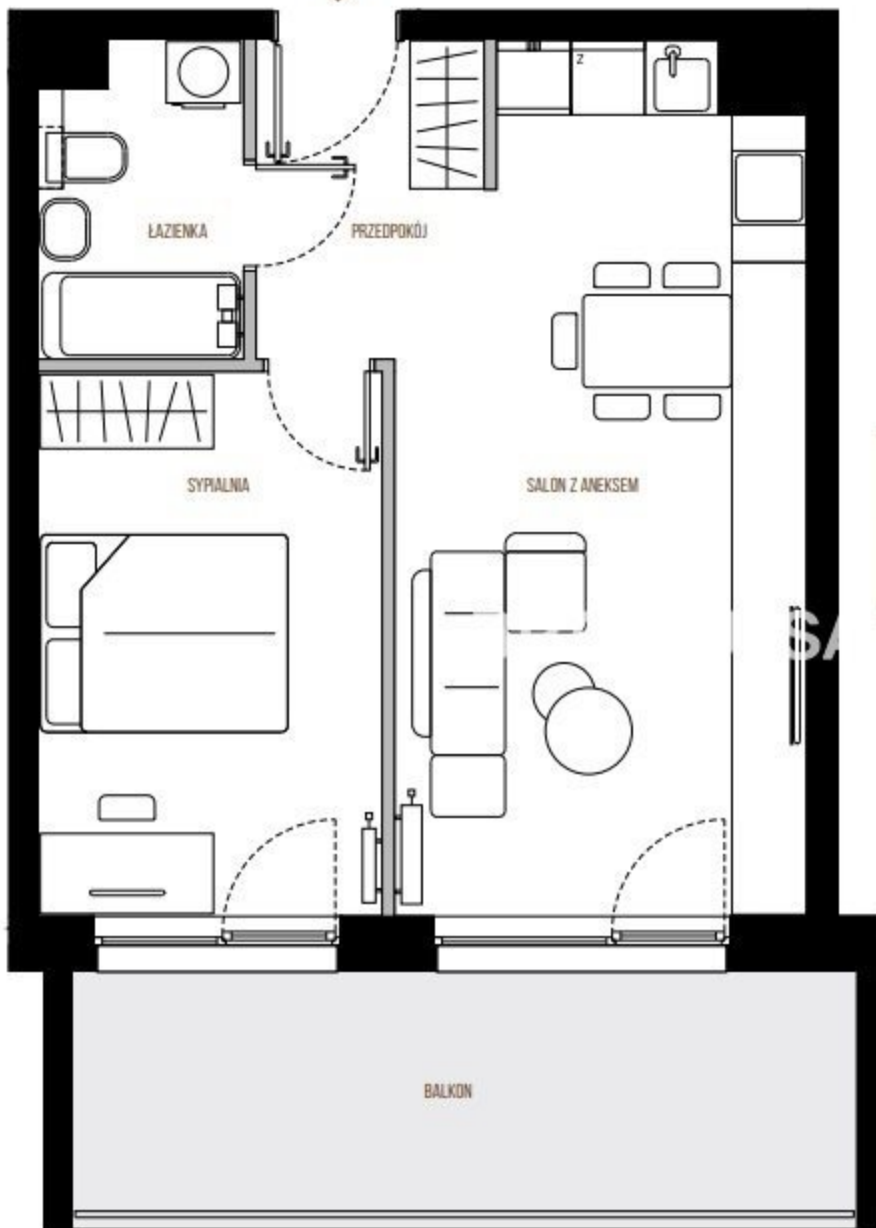 Z
ŁAZIENKA
PRZEDPOKÓJ
SYPIALNIA
SALON Z ANEKSEM
BALKON